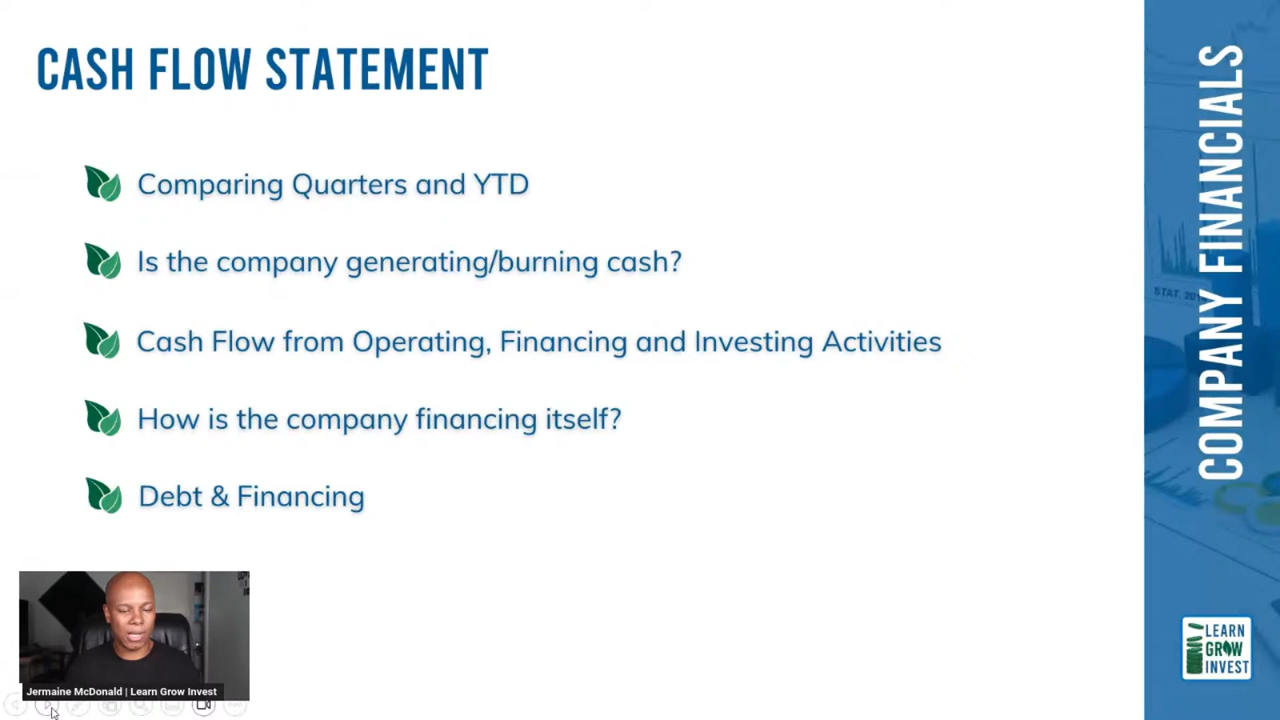 CASH FLOW STATEMENT
Comparing Quarters and YTD
Is the company generating/burning cash?
Cash Flow from Operating, Financing and Investing Activities
How is the company financing itself?
Debt & Financing
Jermaine McDonald | Learn Grow Invest
COMPANY FINANCIALS
LEARN
GROW
INVEST